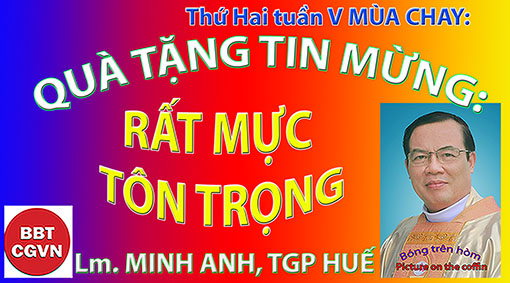 Thứ Hai tuần V MÙA CHAY:
QUÀ TẶNG TIN MỪNG:
RẤT MỰC
TÔN TRỌNG
BBT
CGVN
Lm. MINH ANH, TGP HUẾ
Bóng trên hòm
Picture on the coffin